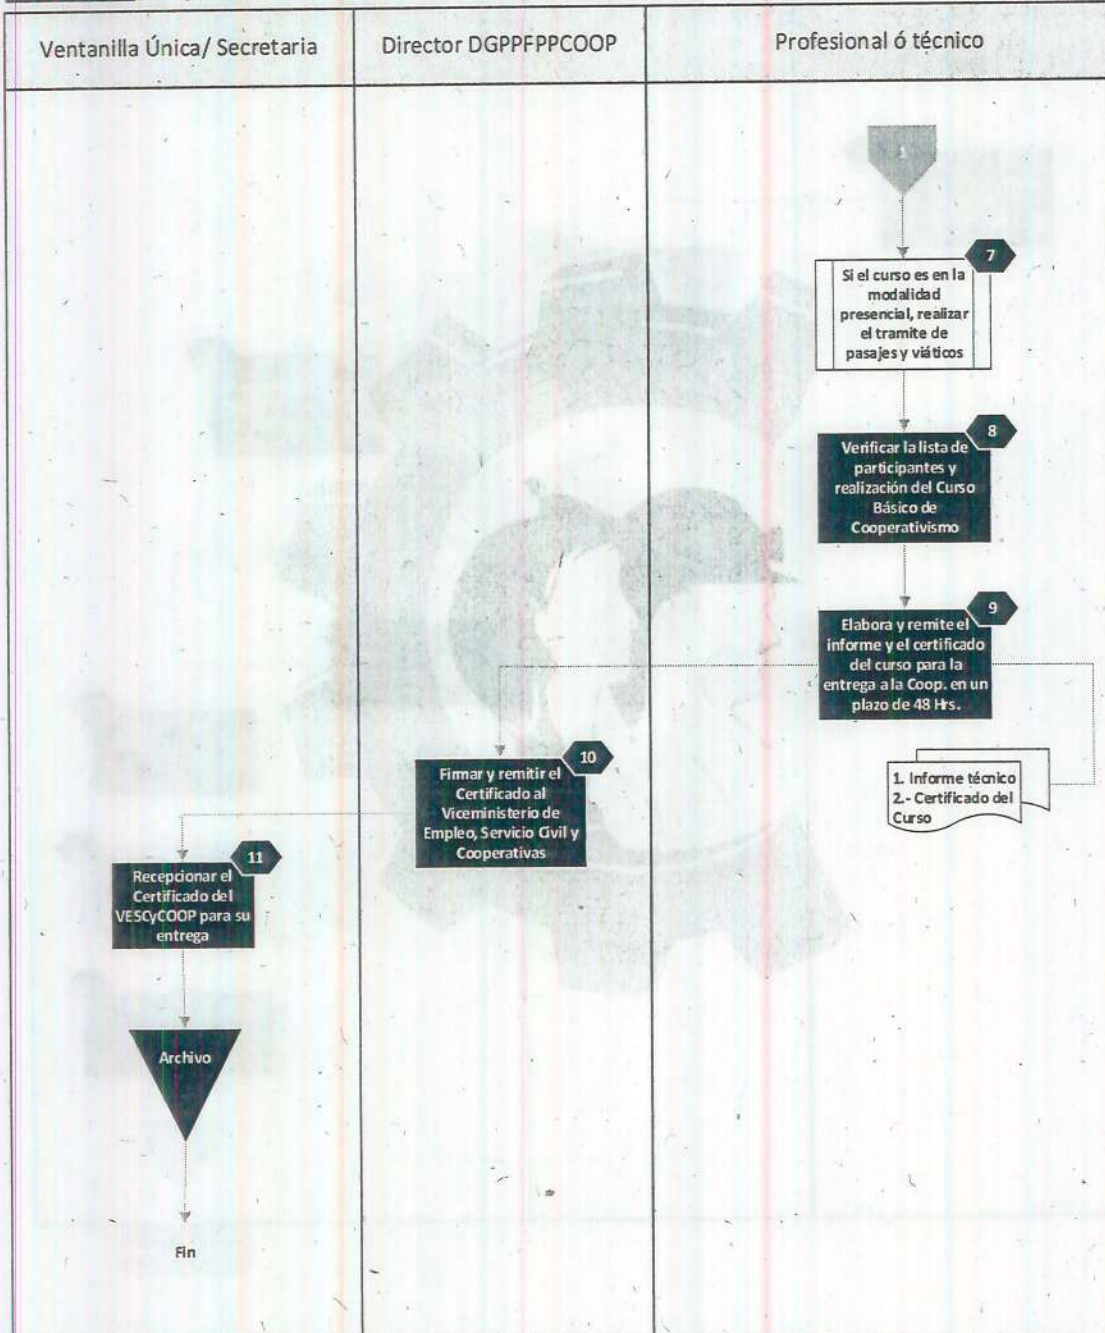 Ventanilla Única/ Secretaria
Director DGPPFPPCOOP
Profesional ó técnico
1
7
Si el curso es en la
modalidad
presencial, realizar
el tramite de
pasajes y viáticos
8
Verificar la lista de
participantes y
realización del Curso
Básico de
Cooperativismo
9
Elabora y remite el
informe y el certificado
del curso para la
entrega a la Coop. en un
plazo de 48 Hrs.
1. Informe técnico
2.- Certificado del
Curso
10
Firmar y remitir el
Certificado al
Viceministerio de
Empleo, Servicio Civil y
Cooperativas
11
Recepcionar el
Certificado del
VESCyCOOP para su
entrega
Archivo
Fin